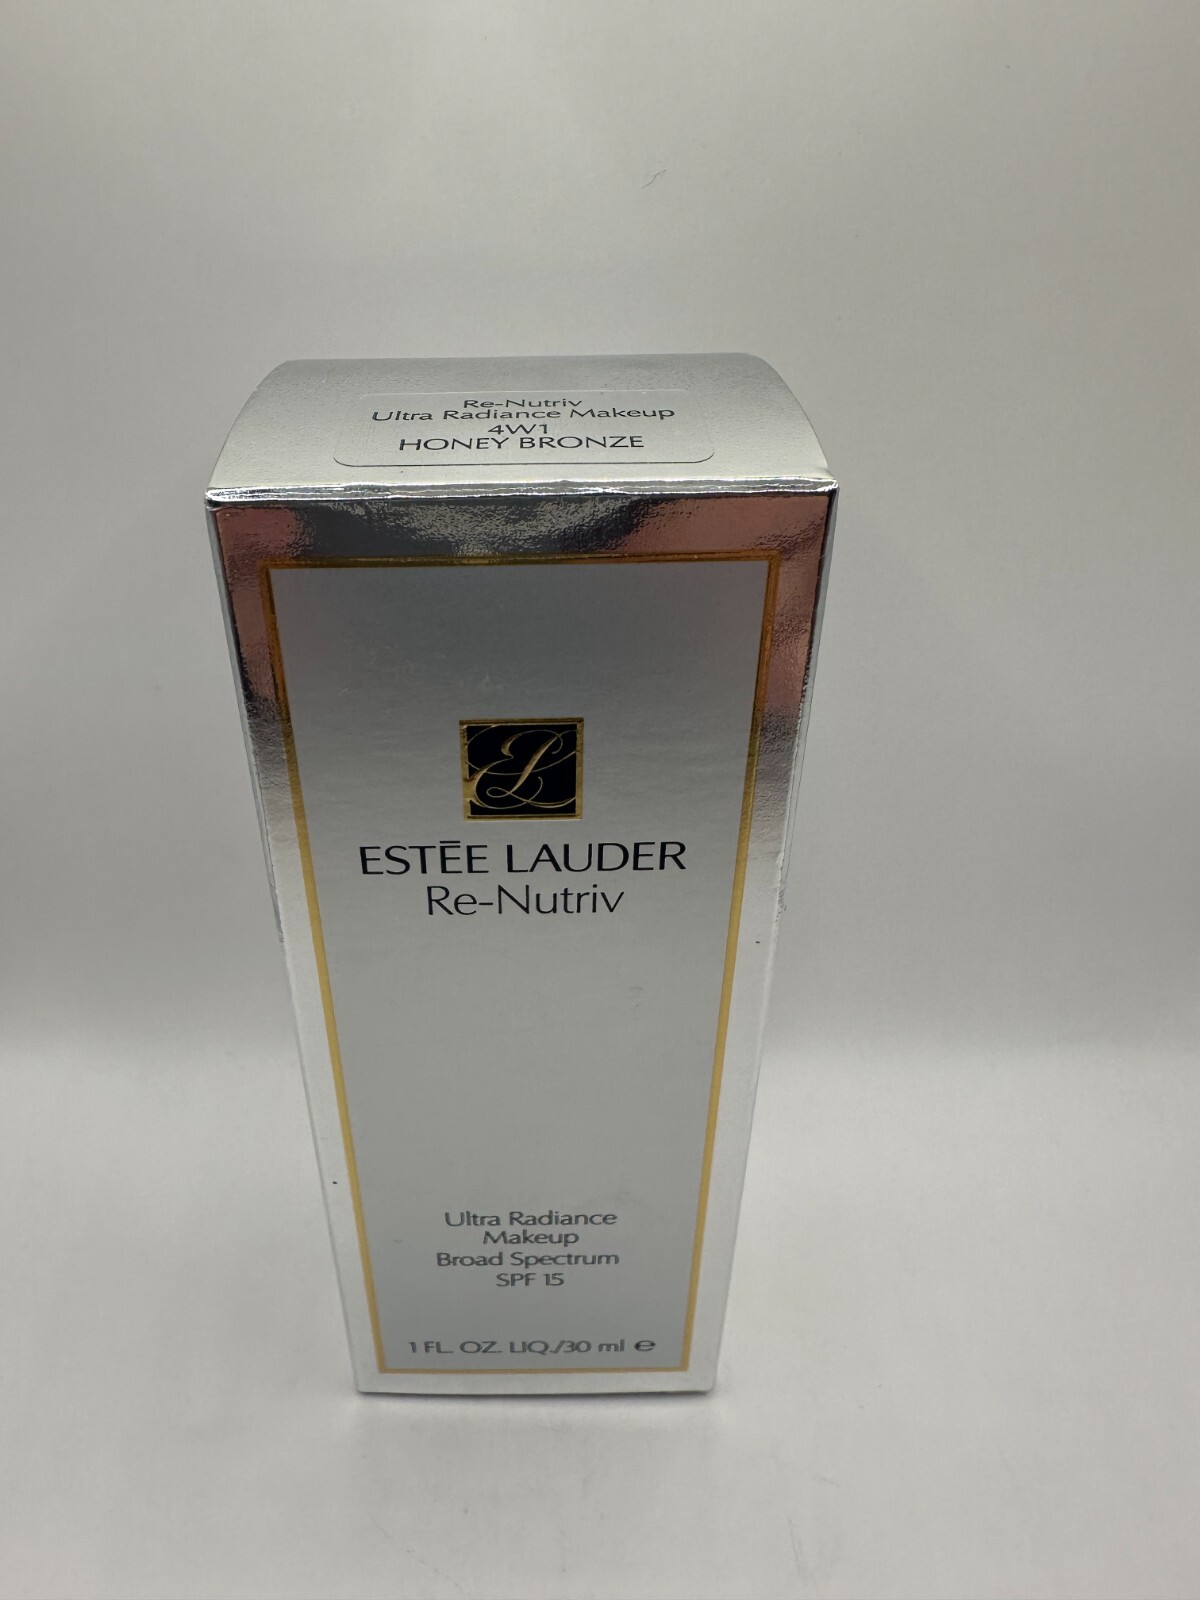 Re-Nutriv
Ultra Radiance Makeup
4W1
HONEY BRONZE
EL
ESTĒE LAUDER
Re-Nutriv
Ultra Radiance
Makeup
Broad Spectrum
SPF 15
1 FL. OZ. LIQ./30 ml ℮